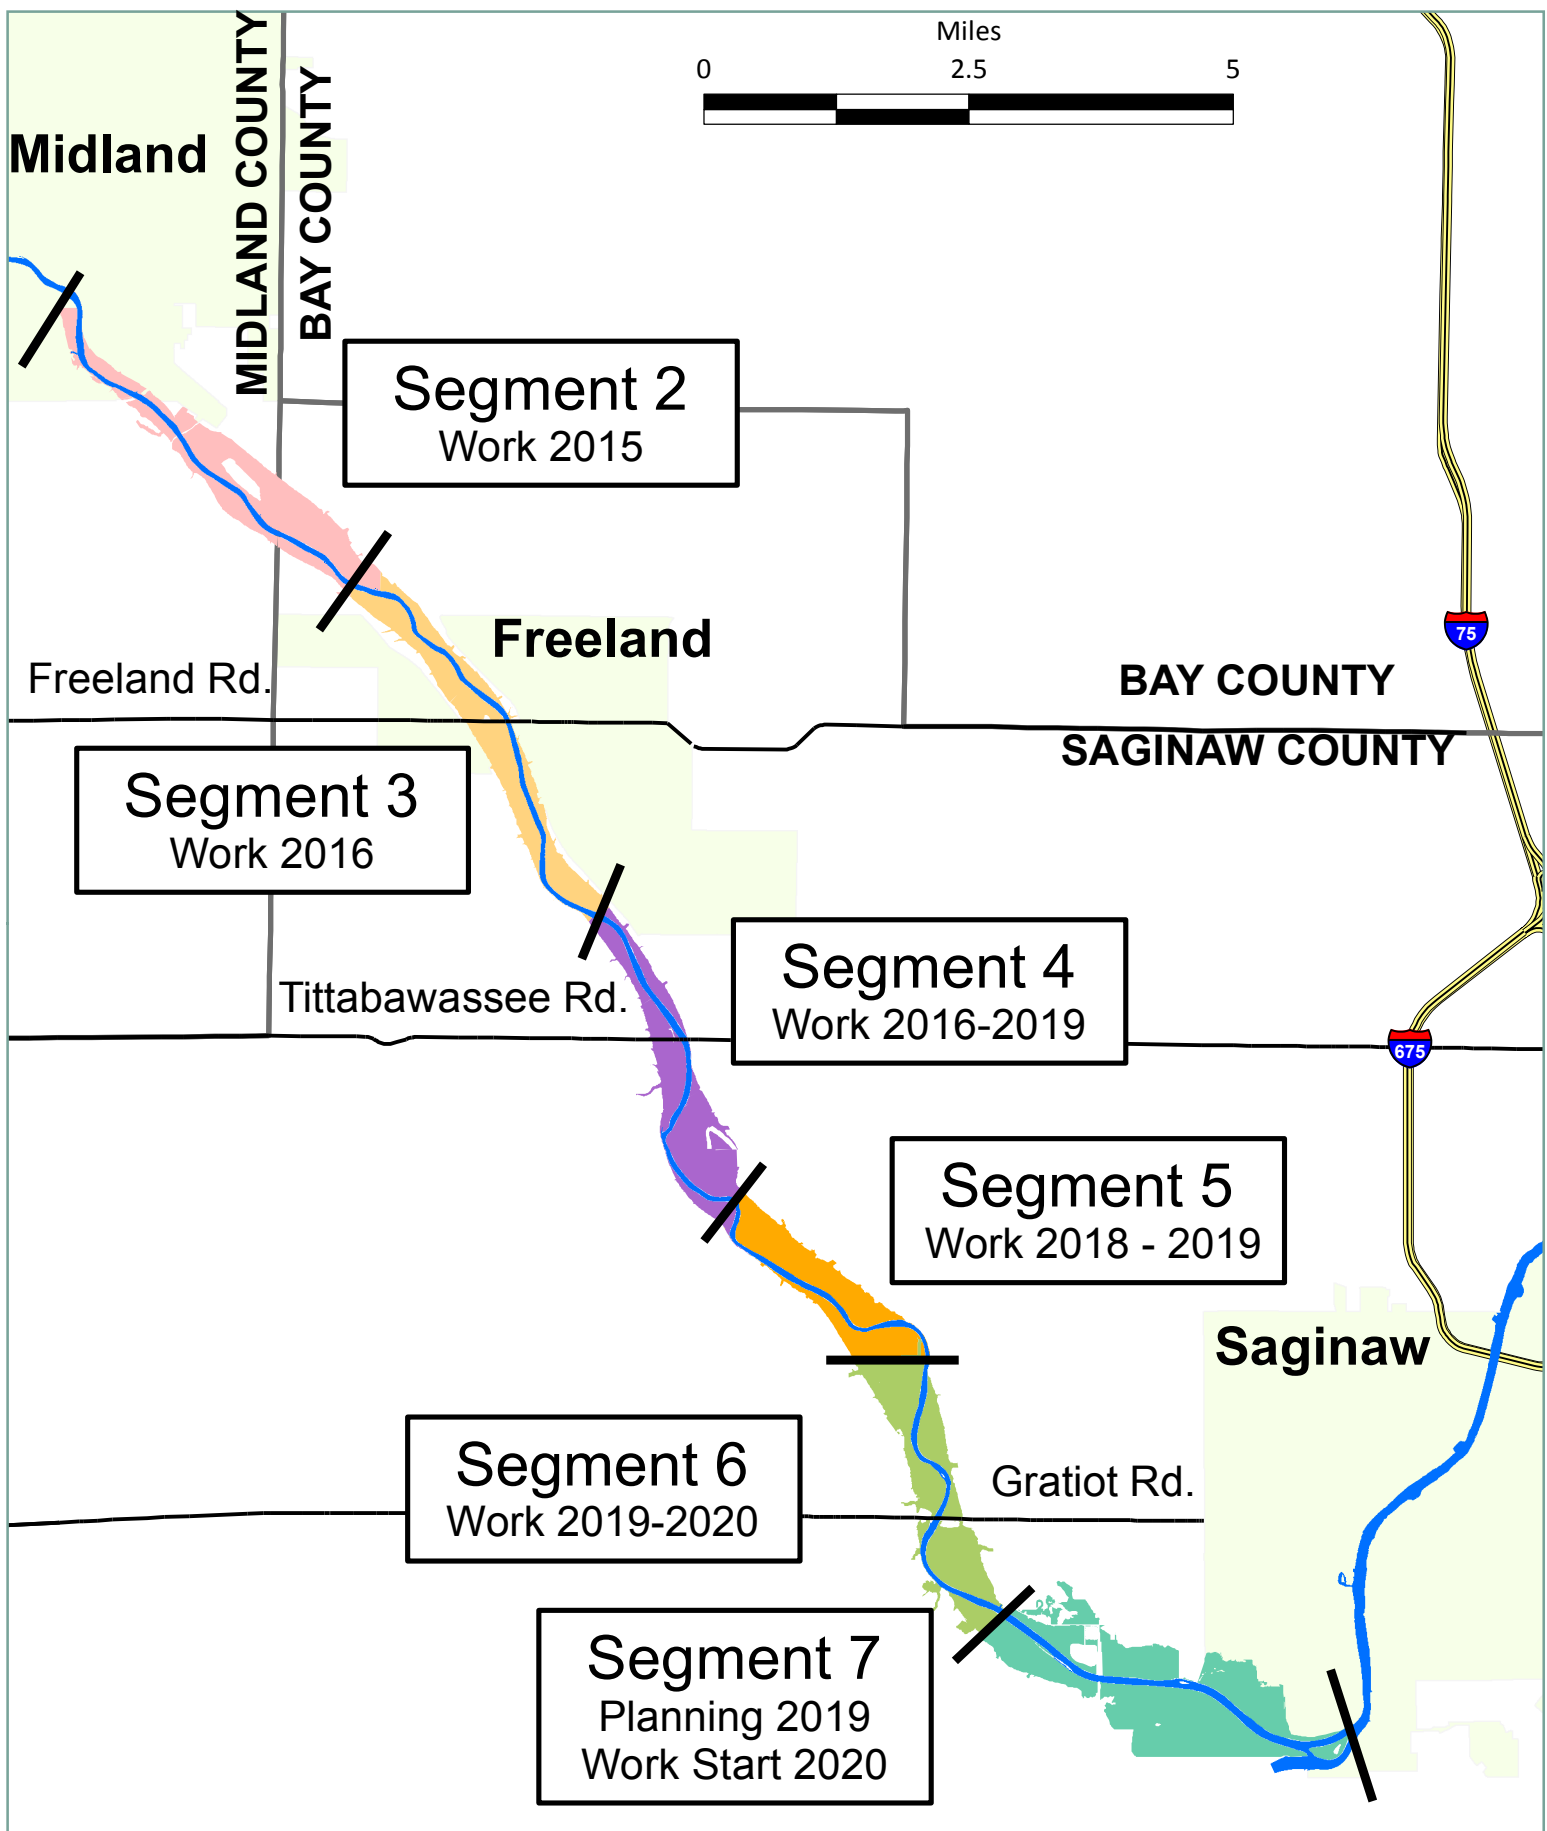 Miles
0 2.5 5
MIDLAND COUNTY
BAY COUNTY
Midland
Segment 2
Work 2015
75
Freeland
Freeland Rd.
BAY COUNTY
SAGINAW COUNTY
Segment 3
Work 2016
Segment 4
Work 2016-2019
Tittabawassee Rd.
675
Segment 5
Work 2018 - 2019
Saginaw
Segment 6
Work 2019-2020
Gratiot Rd.
Segment 7
Planning 2019
Work Start 2020